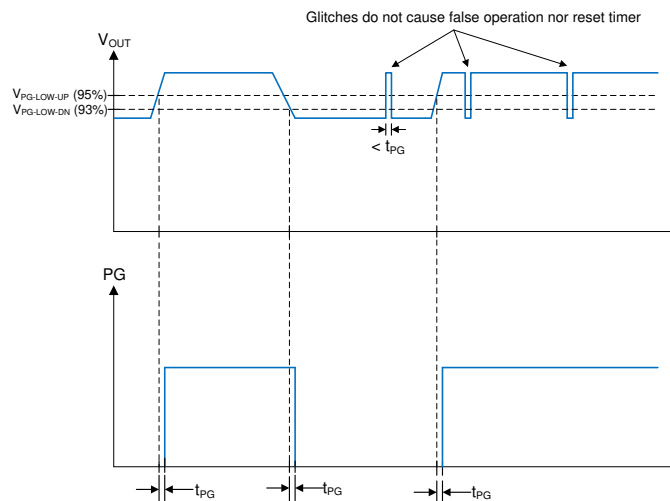 Glitches do not cause false operation nor reset timer
VOUT
VPG-LOW-UP (95%)
VPG-LOW-DN (93%)
< tPG
PG
tPG
tPG
tPG